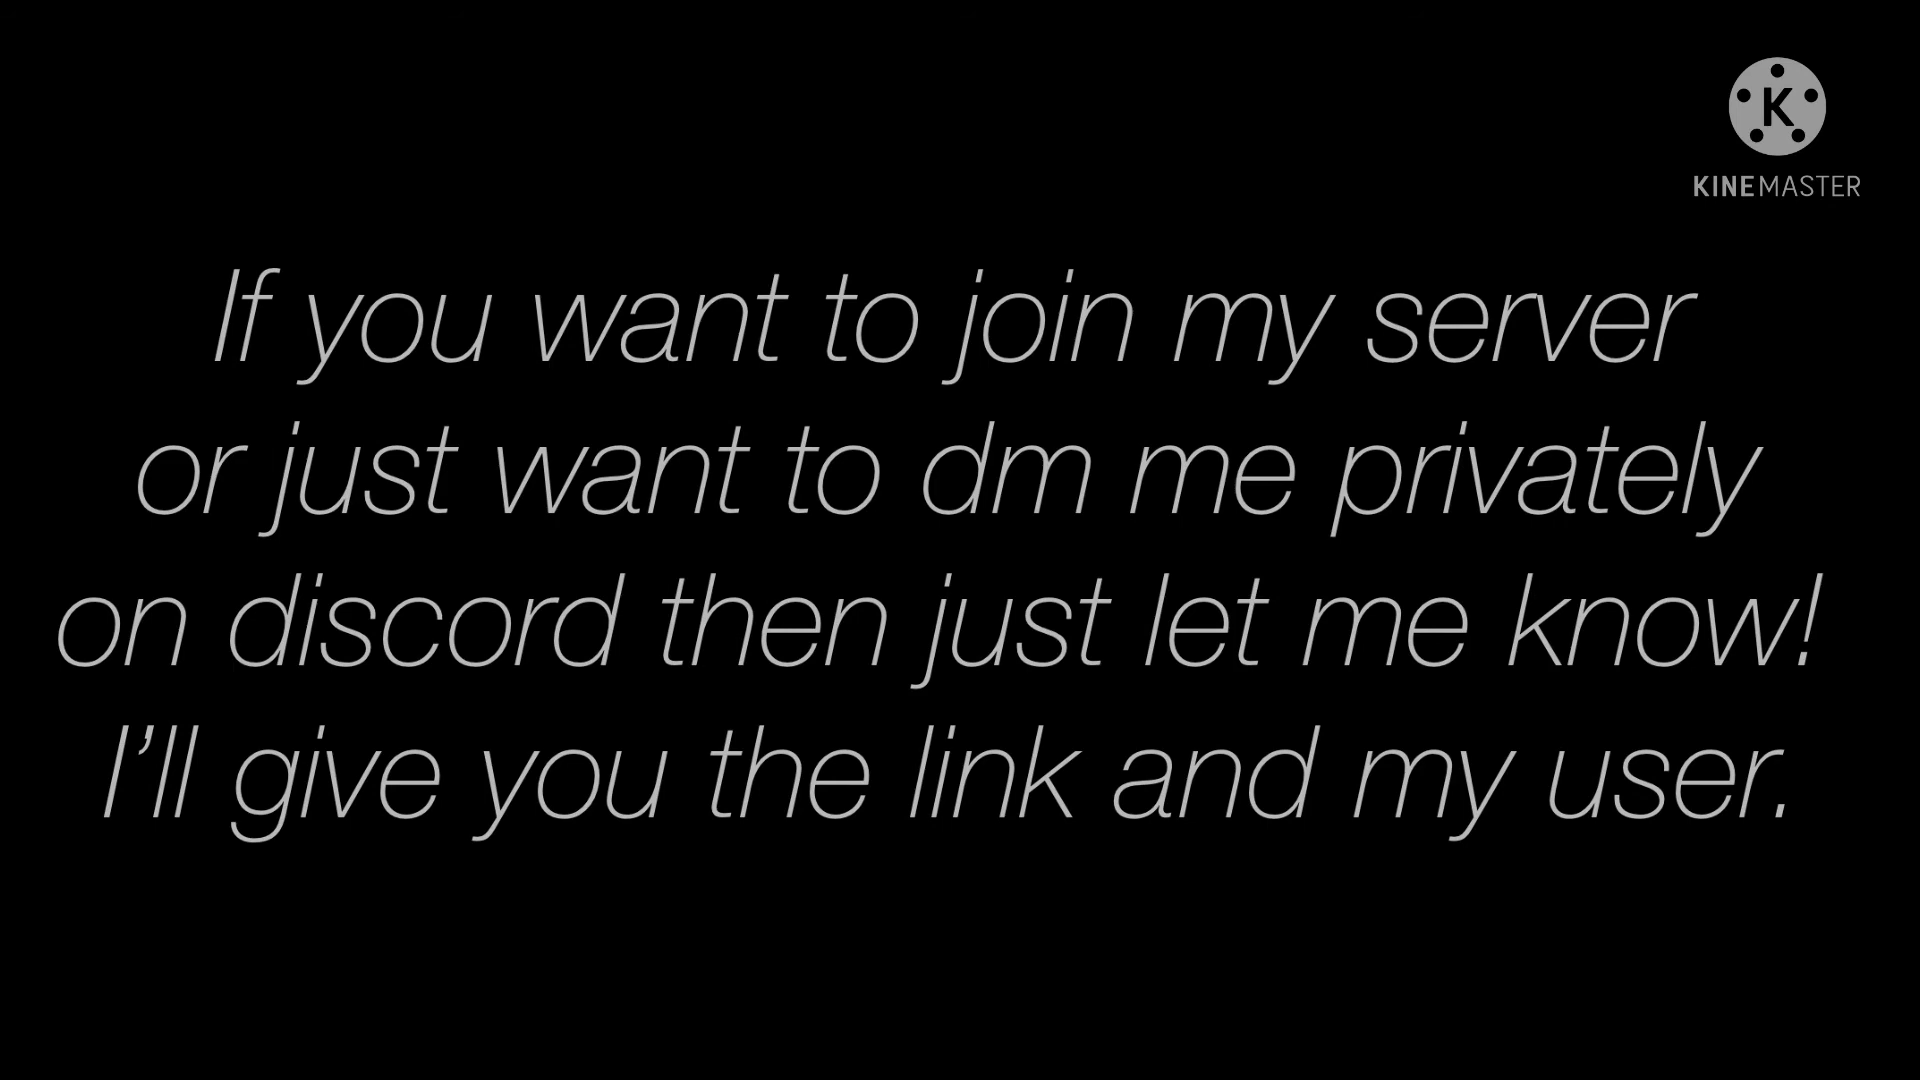 K
KINEMASTER
If you want to join my server
or just want to dm me privately
on discord then just let me know!
I’ll give you the link and my user.